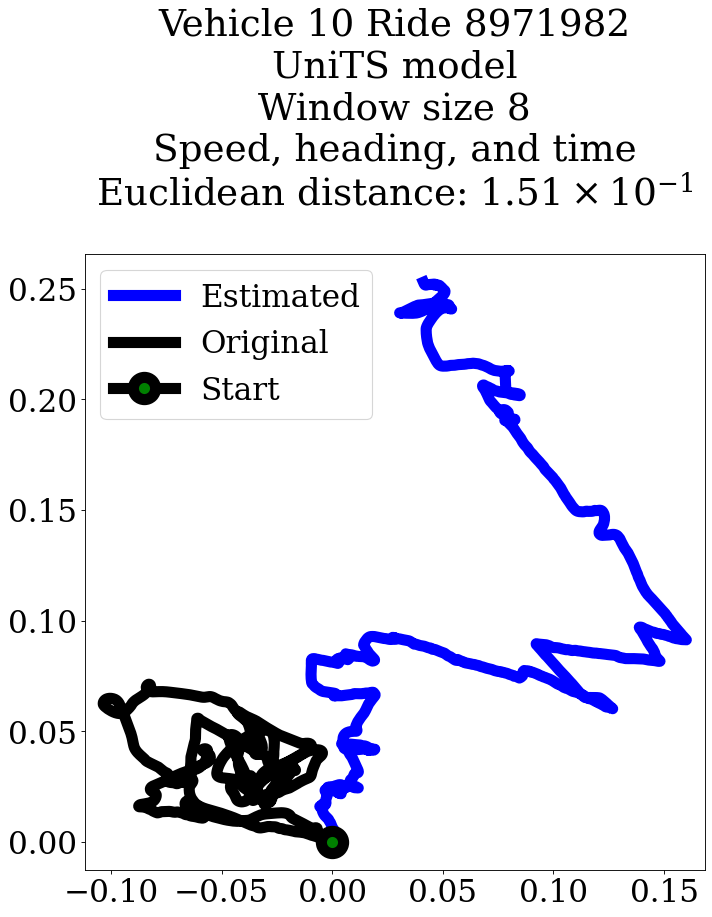 Vehicle 10 Ride 8971982
UniTS model
Window size 8
Speed, heading, and time
Euclidean distance: 1.51 × 10⁻¹
Estimated
Original
Start
0.25
0.20
0.15
0.10
0.05
0.00
−0.10 −0.05 0.00 0.05 0.10 0.15